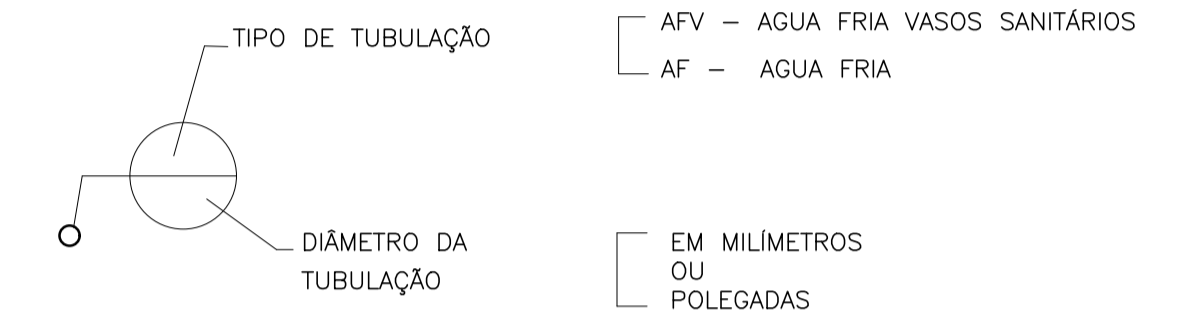 TIPO DE TUBULAÇÃO
AFV - AGUA FRIA VASOS SANITÁRIOS
AF - AGUA FRIA
DIÂMETRO DA
TUBULAÇÃO
EM MILÍMETROS
OU
POLEGADAS